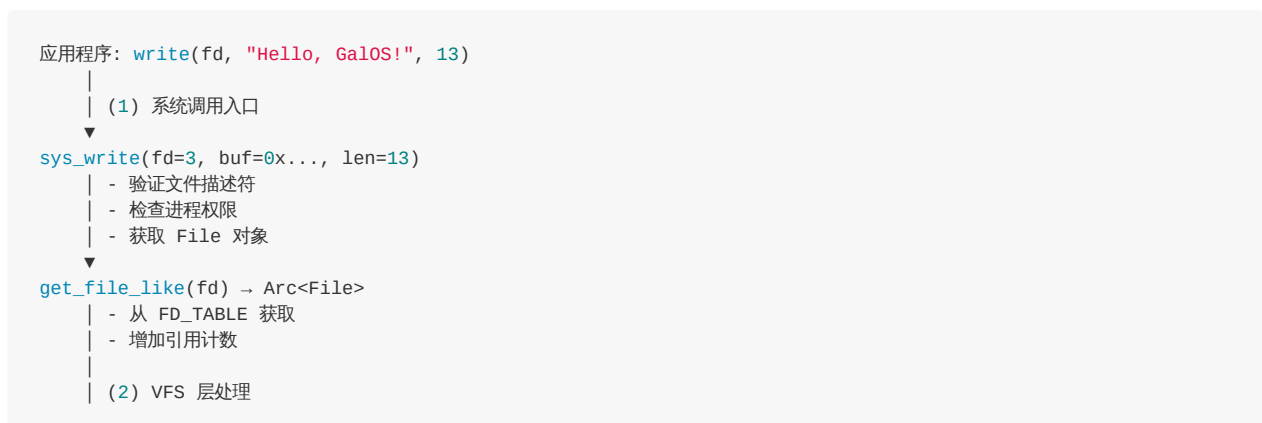 应用程序: write(fd, "Hello, GalOS!", 13)
│
│ (1) 系统调用入口
▼
sys_write(fd=3, buf=0x..., len=13)
│ - 验证文件描述符
│ - 检查进程权限
│ - 获取 File 对象
▼
get_file_like(fd) → Arc<File>
│ - 从 FD_TABLE 获取
│ - 增加引用计数
│
│ (2) VFS 层处理